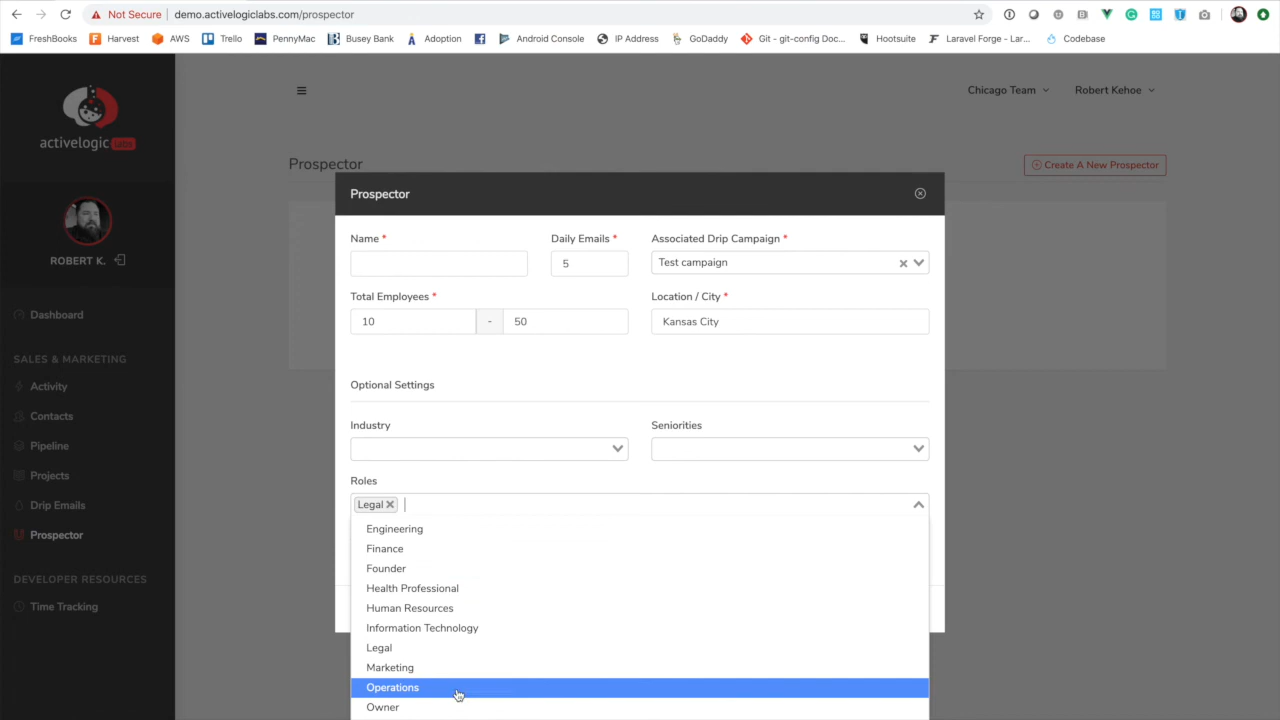 Not Secure demo.activelogiclabs.com/prospector
FreshBooks Harvest AWS Trello PennyMac Busey Bank Adoption Android Console IP Address GoDaddy Git - git-config Doc... Hootsuite Laravel Forge - Lar... Codebase
activelogic Labs
ROBERT K.
Dashboard
SALES & MARKETING
Activity
Contacts
Pipeline
Projects
Drip Emails
Prospector
DEVELOPER RESOURCES
Time Tracking
Chicago Team Robert Kehoe
Prospector
Create A New Prospector
Prospector
Name * Daily Emails * Associated Drip Campaign *
5 Test campaign
Total Employees * Location / City *
10 - 50 Kansas City
Optional Settings
Industry Seniorities
Roles
Legal
Engineering
Finance
Founder
Health Professional
Human Resources
Information Technology
Legal
Marketing
Operations
Owner